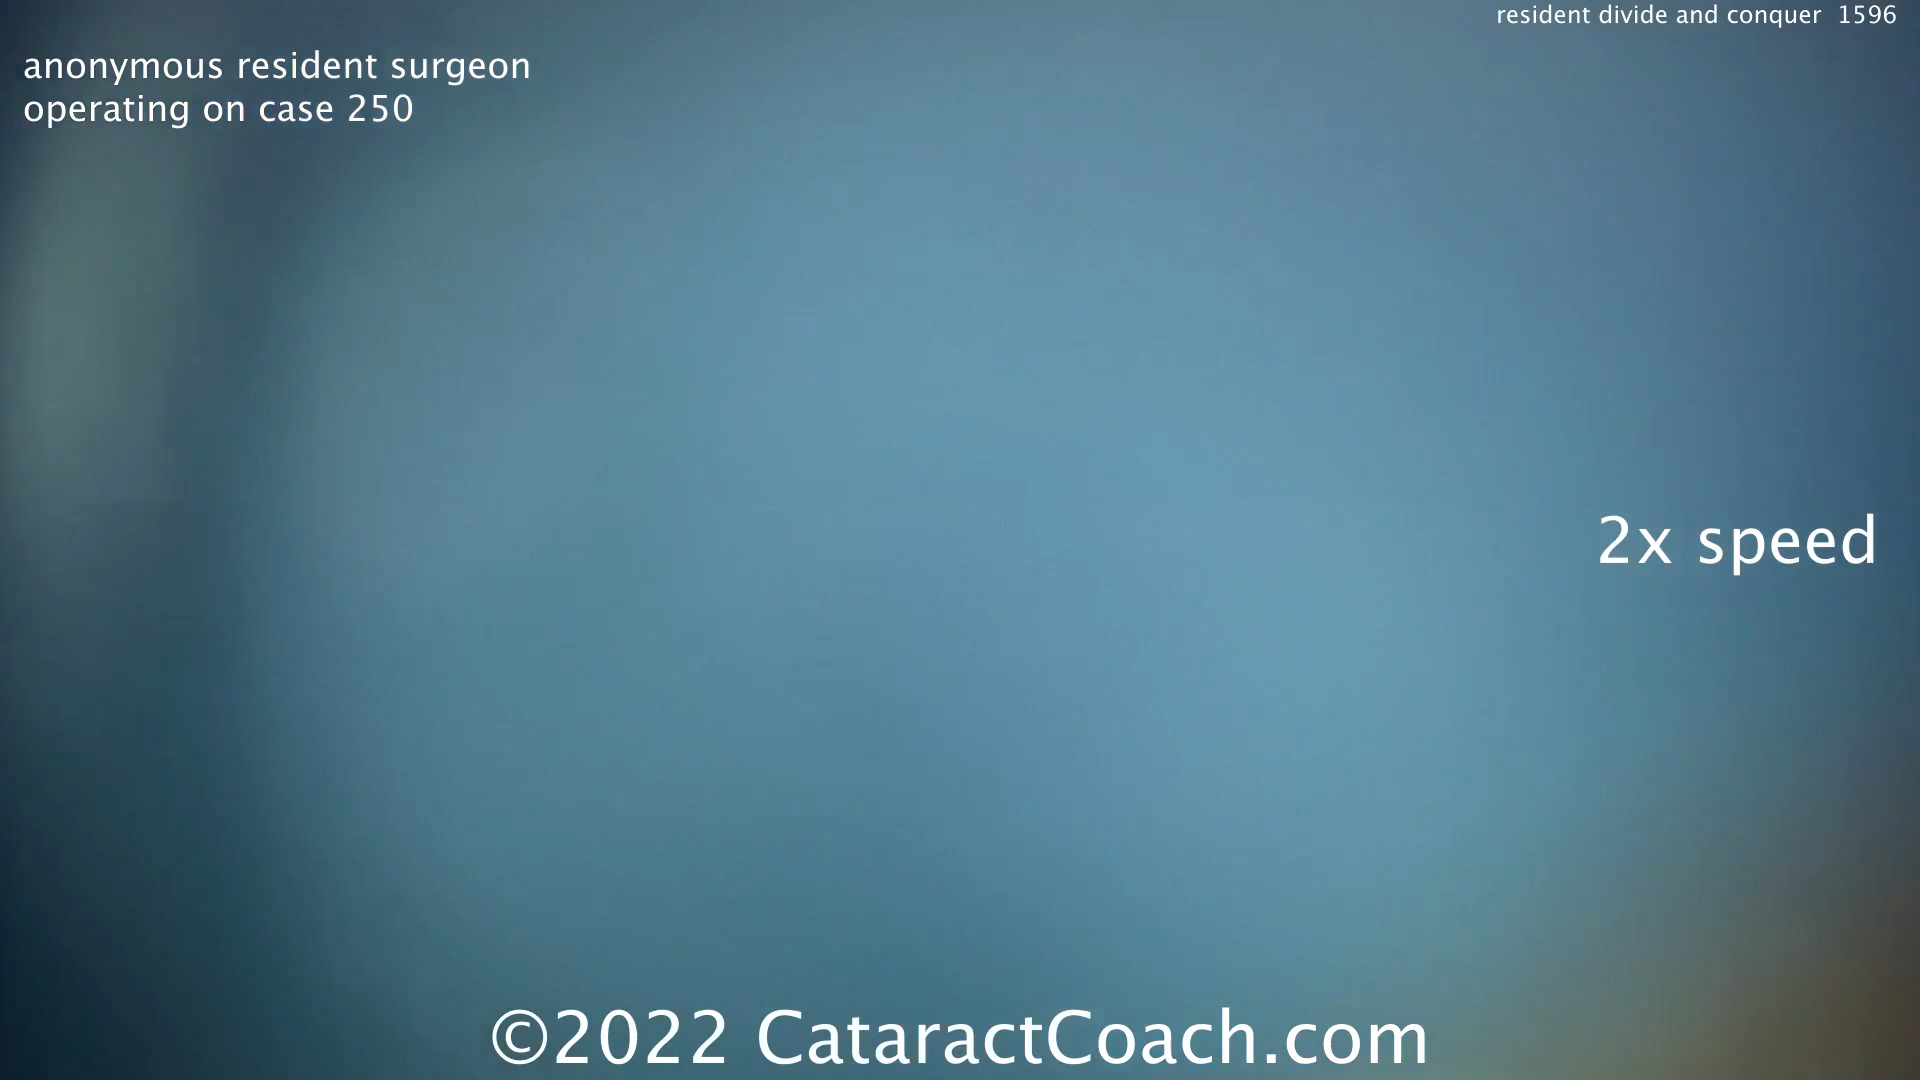 resident divide and conquer 1596
anonymous resident surgeon
operating on case 250
2x speed
©2022 CataractCoach.com